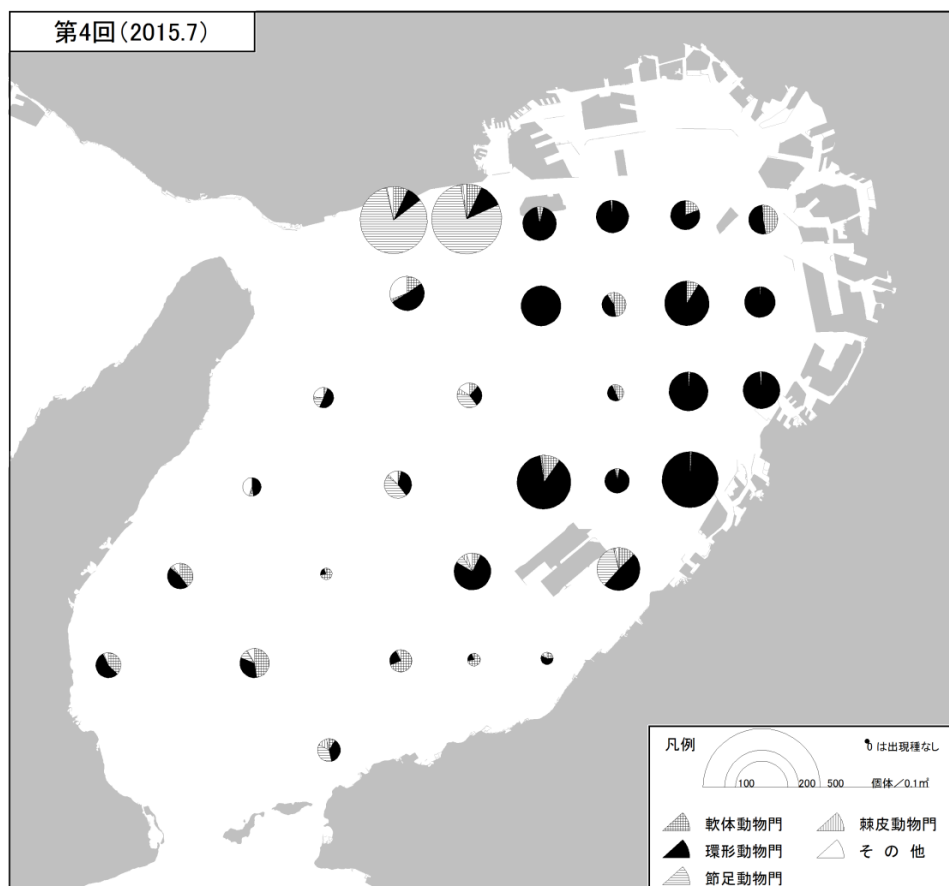 第4回(2015.7)
凡例
は出現種なし
100 200 500 個体/0.1㎡
軟体動物門 棘皮動物門
環形動物門 その他
節足動物門